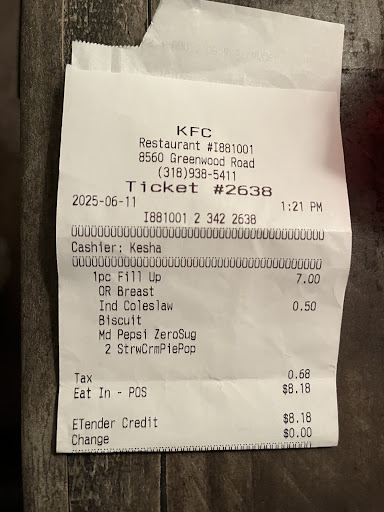 KFC
Restaurant #I881001
8560 Greenwood Road
(318)938-5411
Ticket #2638
2025-06-11 1:21 PM
I881001 2 342 2638
Cashier: Kesha
1pc Fill Up 7.00
OR Breast
Ind Coleslaw 0.50
Biscuit
Md Pepsi ZeroSug
2 StrwCrmPiePop
Tax 0.68
Eat In - POS $8.18
ETender Credit $8.18
Change $0.00